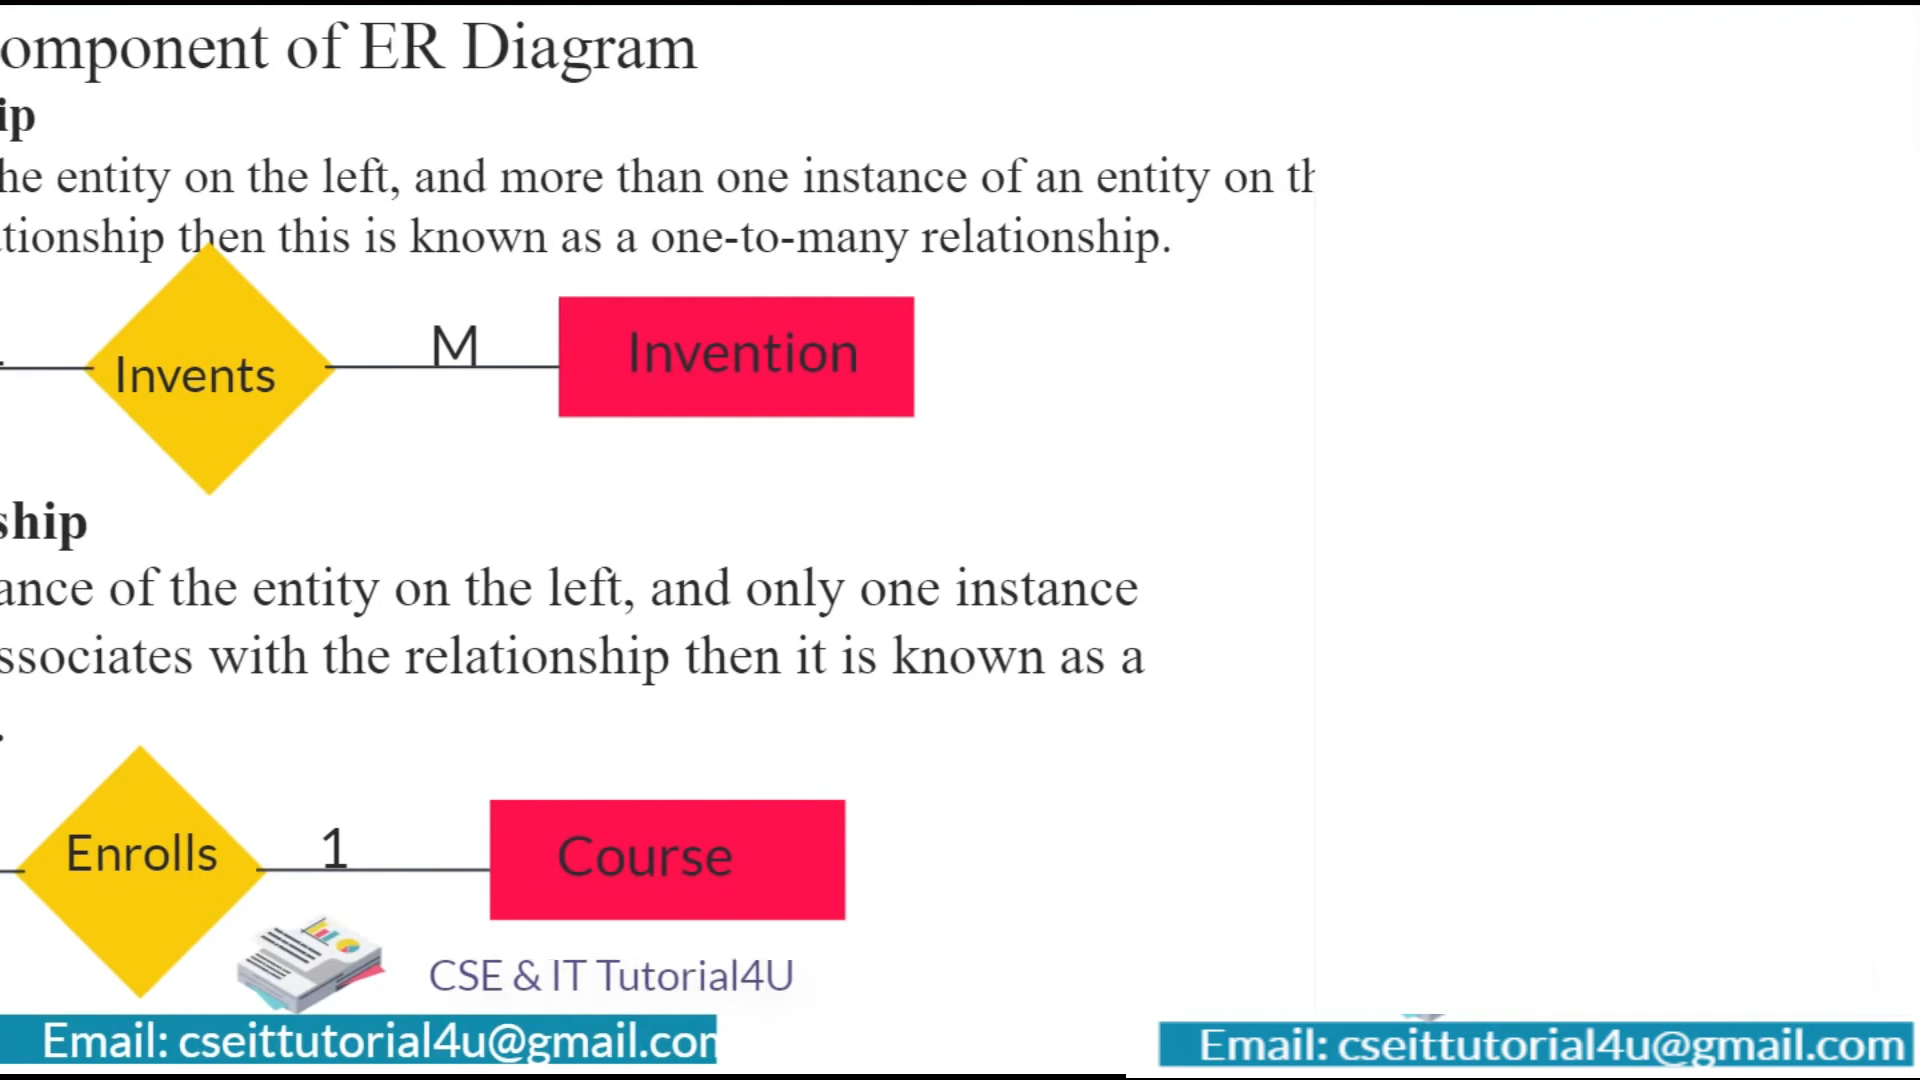 omponent of ER Diagram
ip
he entity on the left, and more than one instance of an entity on th
tionship then this is known as a one-to-many relationship.
Invents
M
Invention
ship
ance of the entity on the left, and only one instance
ssociates with the relationship then it is known as a
.
Enrolls
1
Course
CSE & IT Tutorial4U
Email: cseittutorial4u@gmail.com
Email: cseittutorial4u@gmail.com